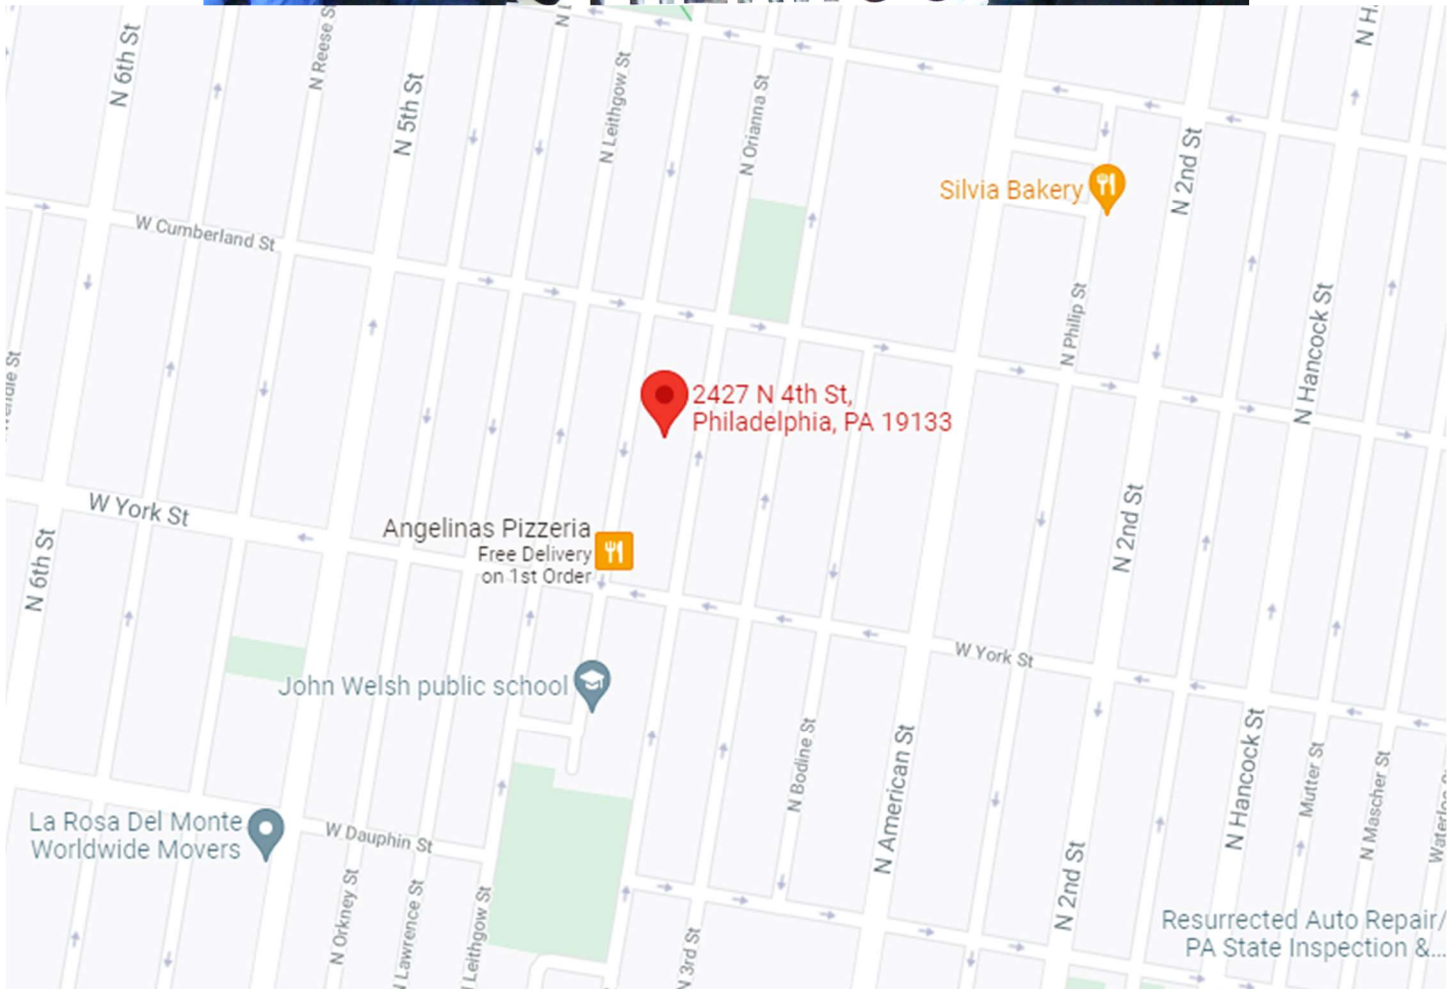 N 6th St
N Reese St
N 5th St
N L
N Leithgow St
N Orianna St
N H
Silvia Bakery
N 2nd St
W Cumberland St
N Philip St
N Hancock St
2427 N 4th St,
Philadelphia, PA 19133
W York St
N 6th St
Angelinas Pizzeria
Free Delivery
on 1st Order
N 2nd St
W York St
John Welsh public school
N Bodine St
N American St
N Hancock St
Mutter St
N Mascher St
La Rosa Del Monte
Worldwide Movers
W Dauphin St
N Orkney St
N Lawrence St
Leithgow St
N 3rd St
N 2nd St
Resurrected Auto Repair/
PA State Inspection &...